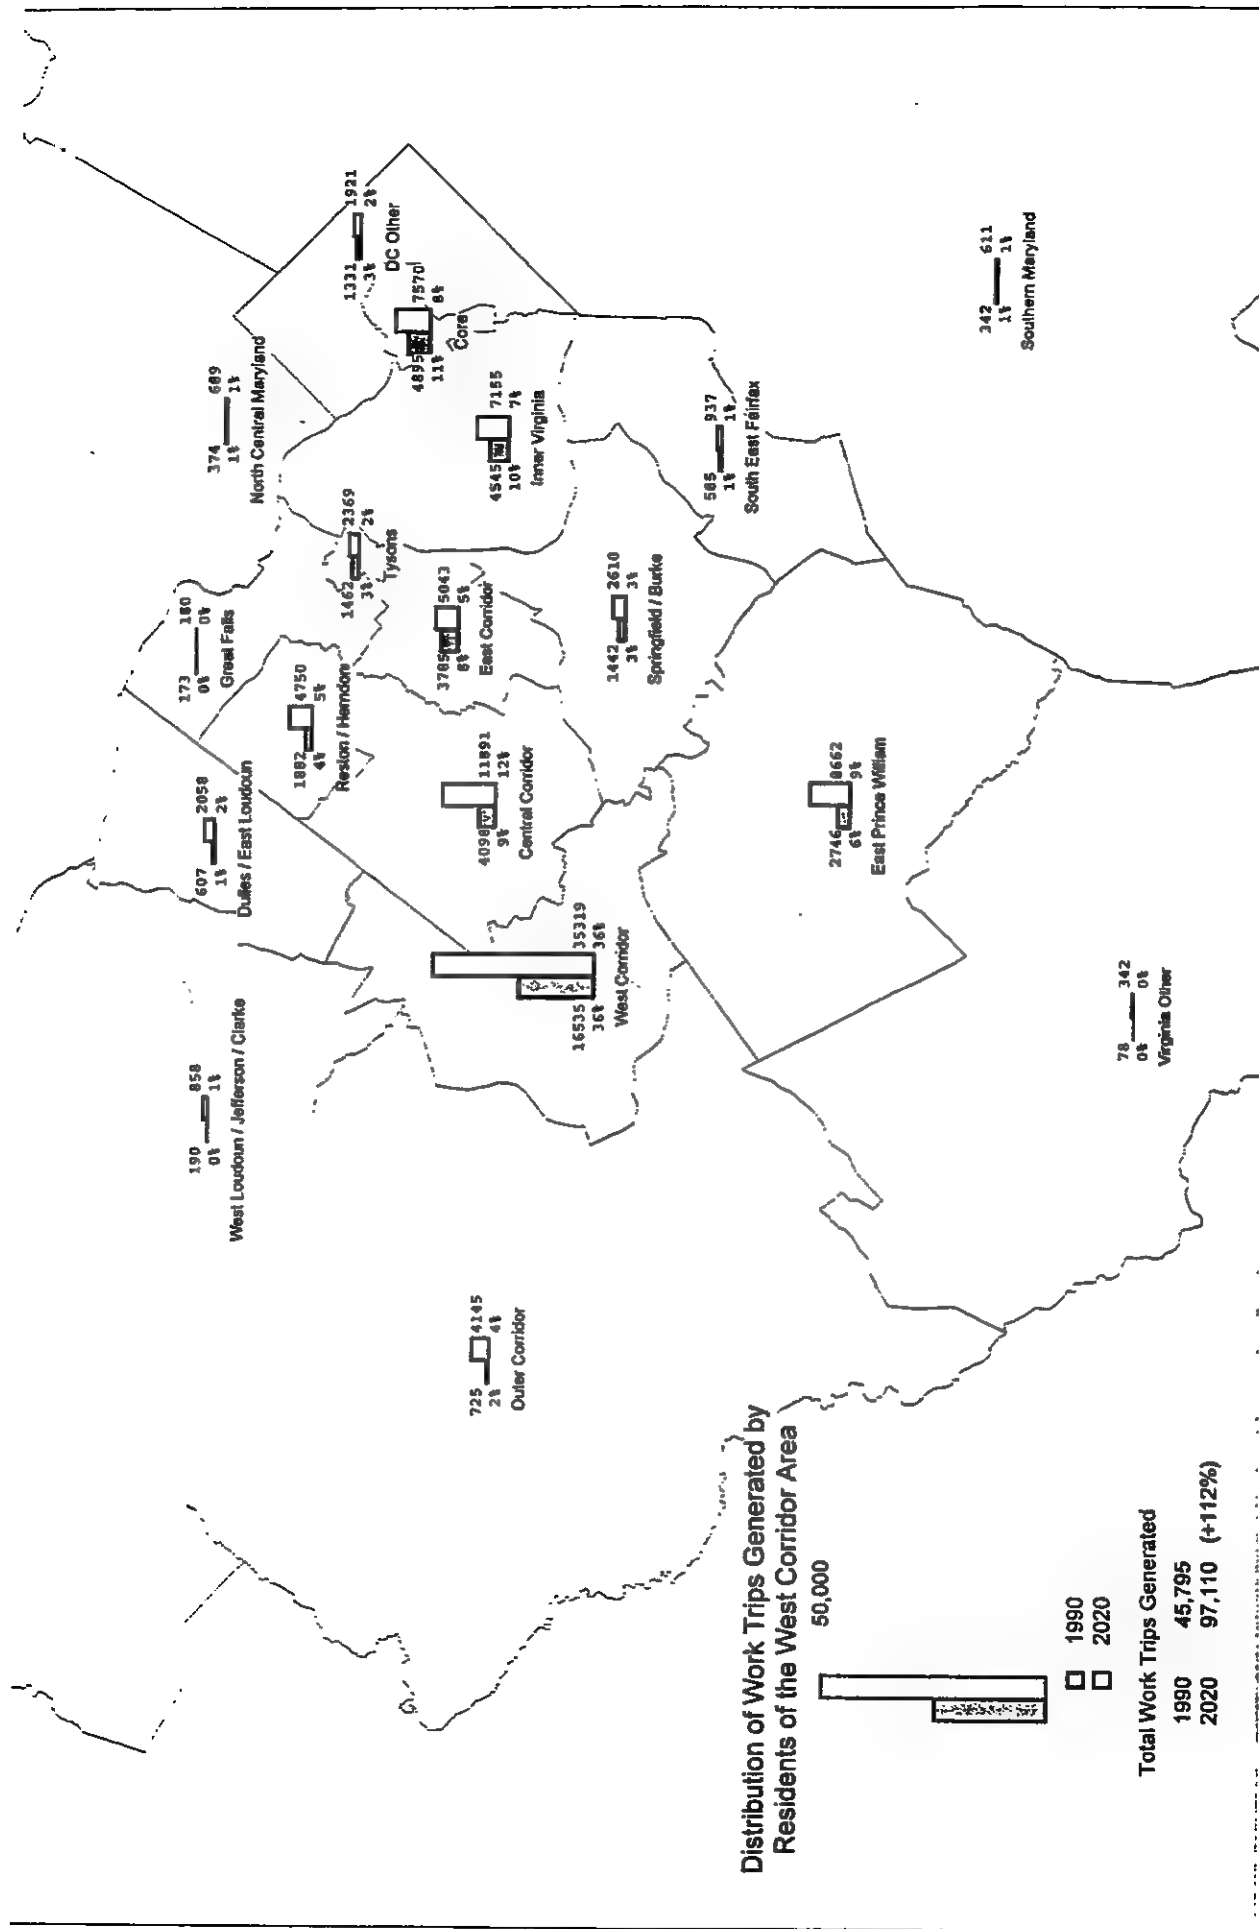 374 689
1% 1%
North Central Maryland
1331 1921
3% 2%
DC Other
4895 7570
11% 8%
Core
173 180
0% 0%
Great Falls
1462 2369
3% 2%
Tysons
4545 7155
10% 7%
Inner Virginia
607 2058
1% 2%
Dulles / East Loudoun
1882 4750
4% 5%
Reston / Herndon
3785 5043
8% 5%
East Corridor
190 858
0% 1%
West Loudoun / Jefferson / Clarke
4098 11891
9% 12%
Central Corridor
1442 2610
3% 3%
Springfield / Burke
585 937
1% 1%
South East Fairfax
342 611
1% 1%
Southern Maryland
16535 35319
36% 36%
West Corridor
725 4145
2% 4%
Outer Corridor
2746 8662
6% 9%
East Prince William
78 342
0% 0%
Virginia Other
Distribution of Work Trips Generated by
Residents of the West Corridor Area
50,000
1990
2020
Total Work Trips Generated
1990 45,795
2020 97,110 (+112%)